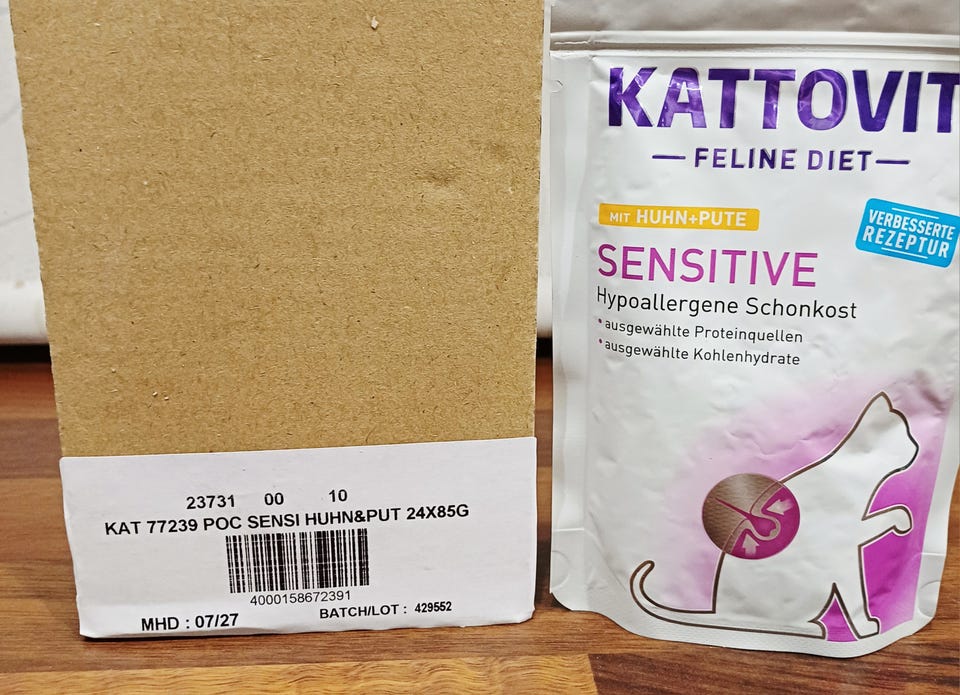 23731 00 10
KAT 77239 POC SENSI HUHN&PUT 24X85G
4000158672391
MHD : 07/27 BATCH/LOT : 429552
KATTOVIT
FELINE DIET
MIT HUHN+PUTE
VERBESSERTE
REZEPTUR
SENSITIVE
Hypoallergene Schonkost
• ausgewählte Proteinquellen
• ausgewählte Kohlenhydrate